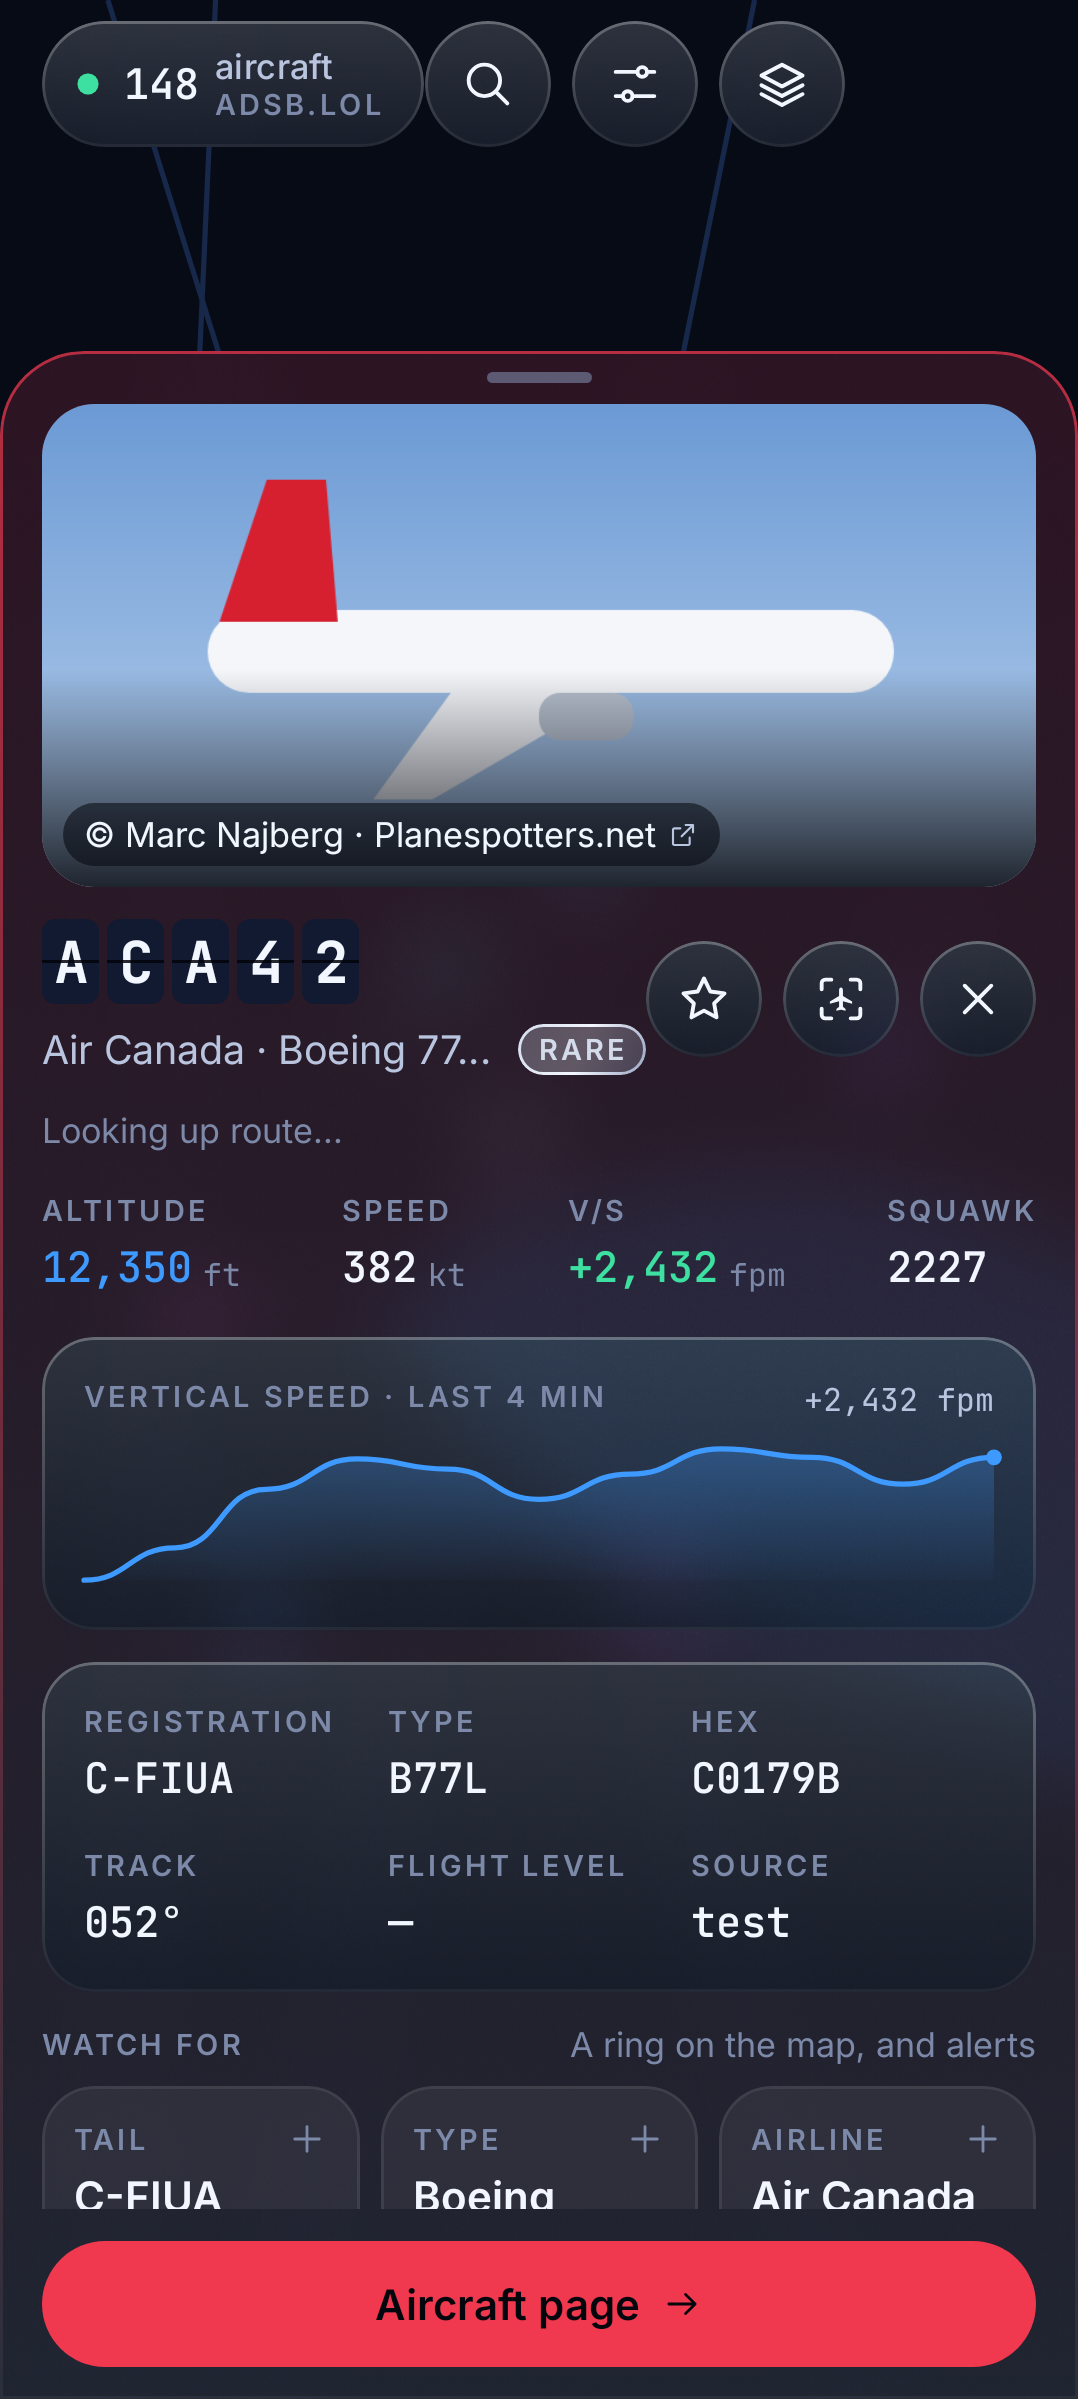 148 aircraft
ADSB.LOL
© Marc Najberg · Planespotters.net
ACA42
Air Canada · Boeing 77... RARE
Looking up route...
ALTITUDE SPEED V/S SQUAWK
12,350 ft 382 kt +2,432 fpm 2227
VERTICAL SPEED · LAST 4 MIN +2,432 fpm
REGISTRATION TYPE HEX
C-FIUA B77L C0179B
TRACK FLIGHT LEVEL SOURCE
052° — test
WATCH FOR A ring on the map, and alerts
TAIL + TYPE + AIRLINE +
C-FIUA Boeing Air Canada
Aircraft page →